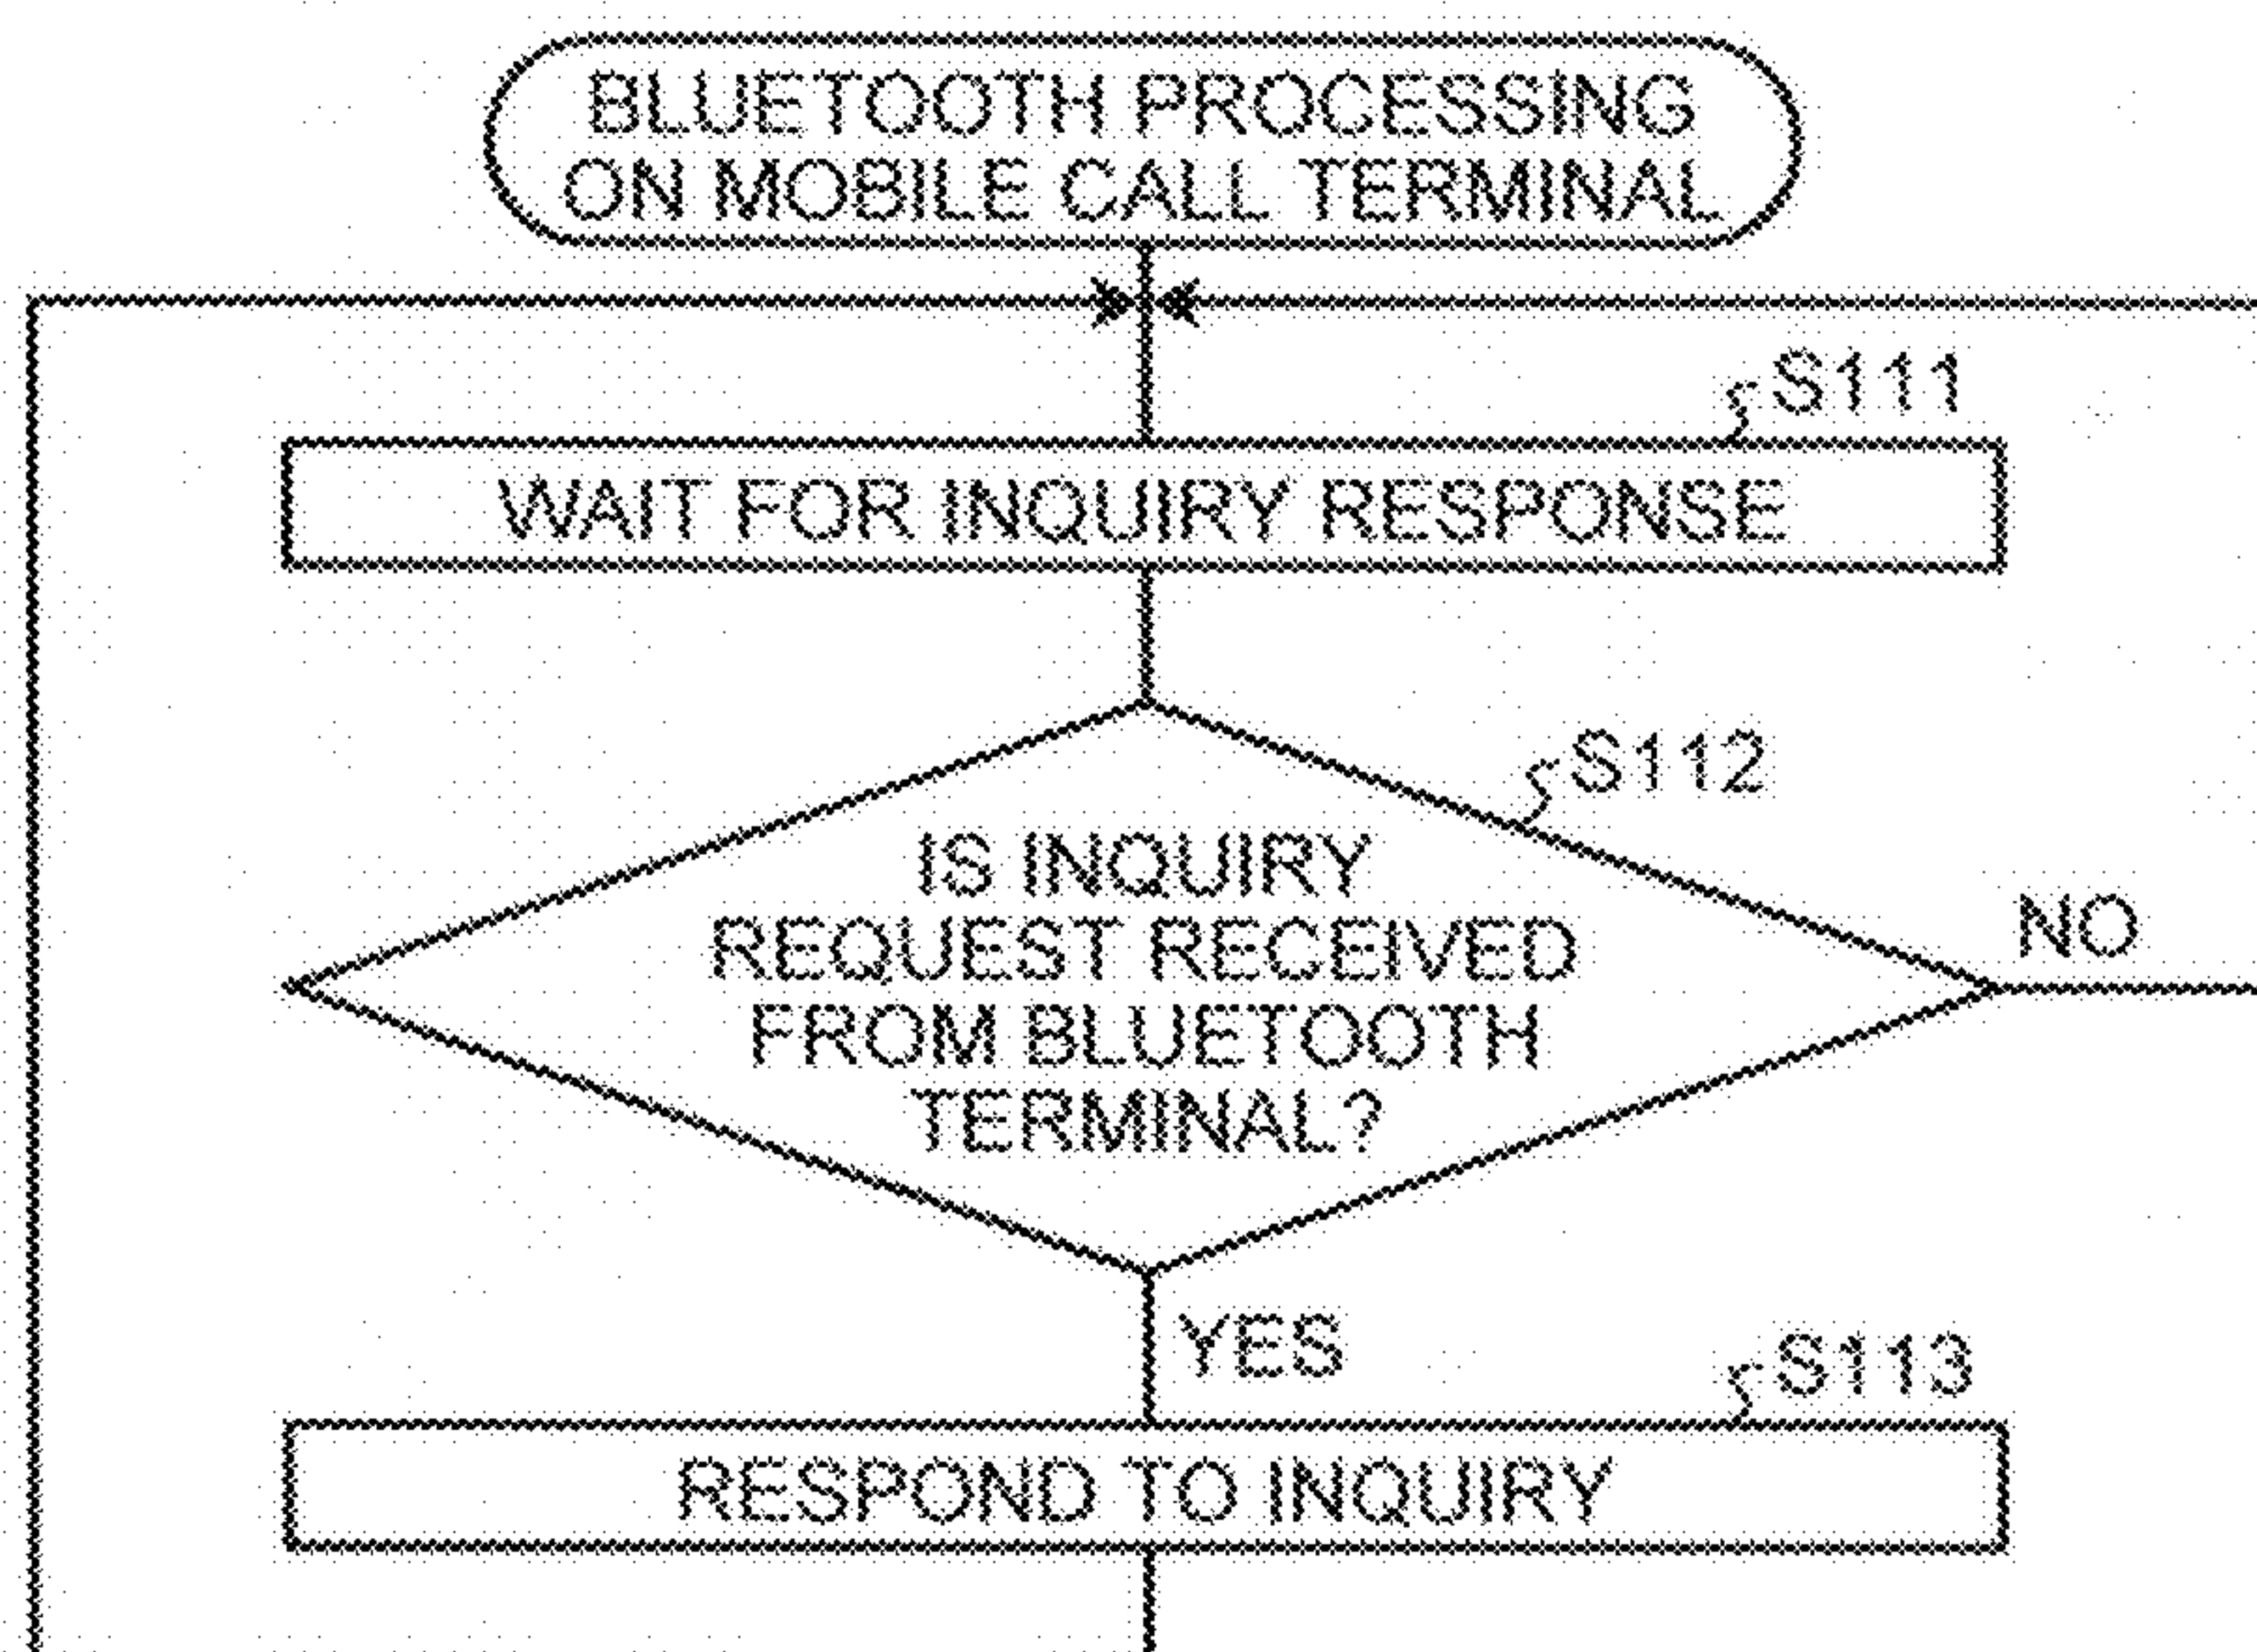 BLUETOOTH PROCESSING
ON MOBILE CALL TERMINAL
S111
WAIT FOR INQUIRY RESPONSE
S112
IS INQUIRY
REQUEST RECEIVED
FROM BLUETOOTH
TERMINAL?
NO
YES
S113
RESPOND TO INQUIRY